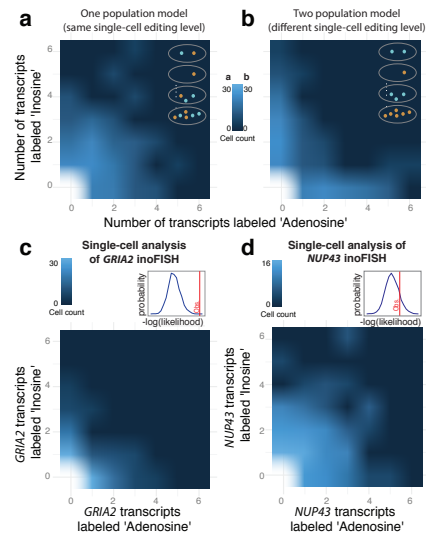 a
One population model
(same single-cell editing level)
b
Two population model
(different single-cell editing level)
Number of transcripts
labeled 'Inosine'
6
4
2
0
a b
30 30
0 0
Cell count
0 2 4 6
0 2 4 6
Number of transcripts labeled 'Adenosine'
c
Single-cell analysis
of GRIA2 inoFISH
30
0
Cell count
probability
Obs
-log(likelihood)
GRIA2 transcripts
labeled 'Inosine'
6
4
2
0
0 2 4 6
GRIA2 transcripts
labeled 'Adenosine'
d
Single-cell analysis of
NUP43 inoFISH
16
0
Cell count
probability
Obs
-log(likelihood)
NUP43 transcripts
labeled 'Inosine'
6
4
2
0
0 2 4 6
NUP43 transcripts
labeled 'Adenosine'